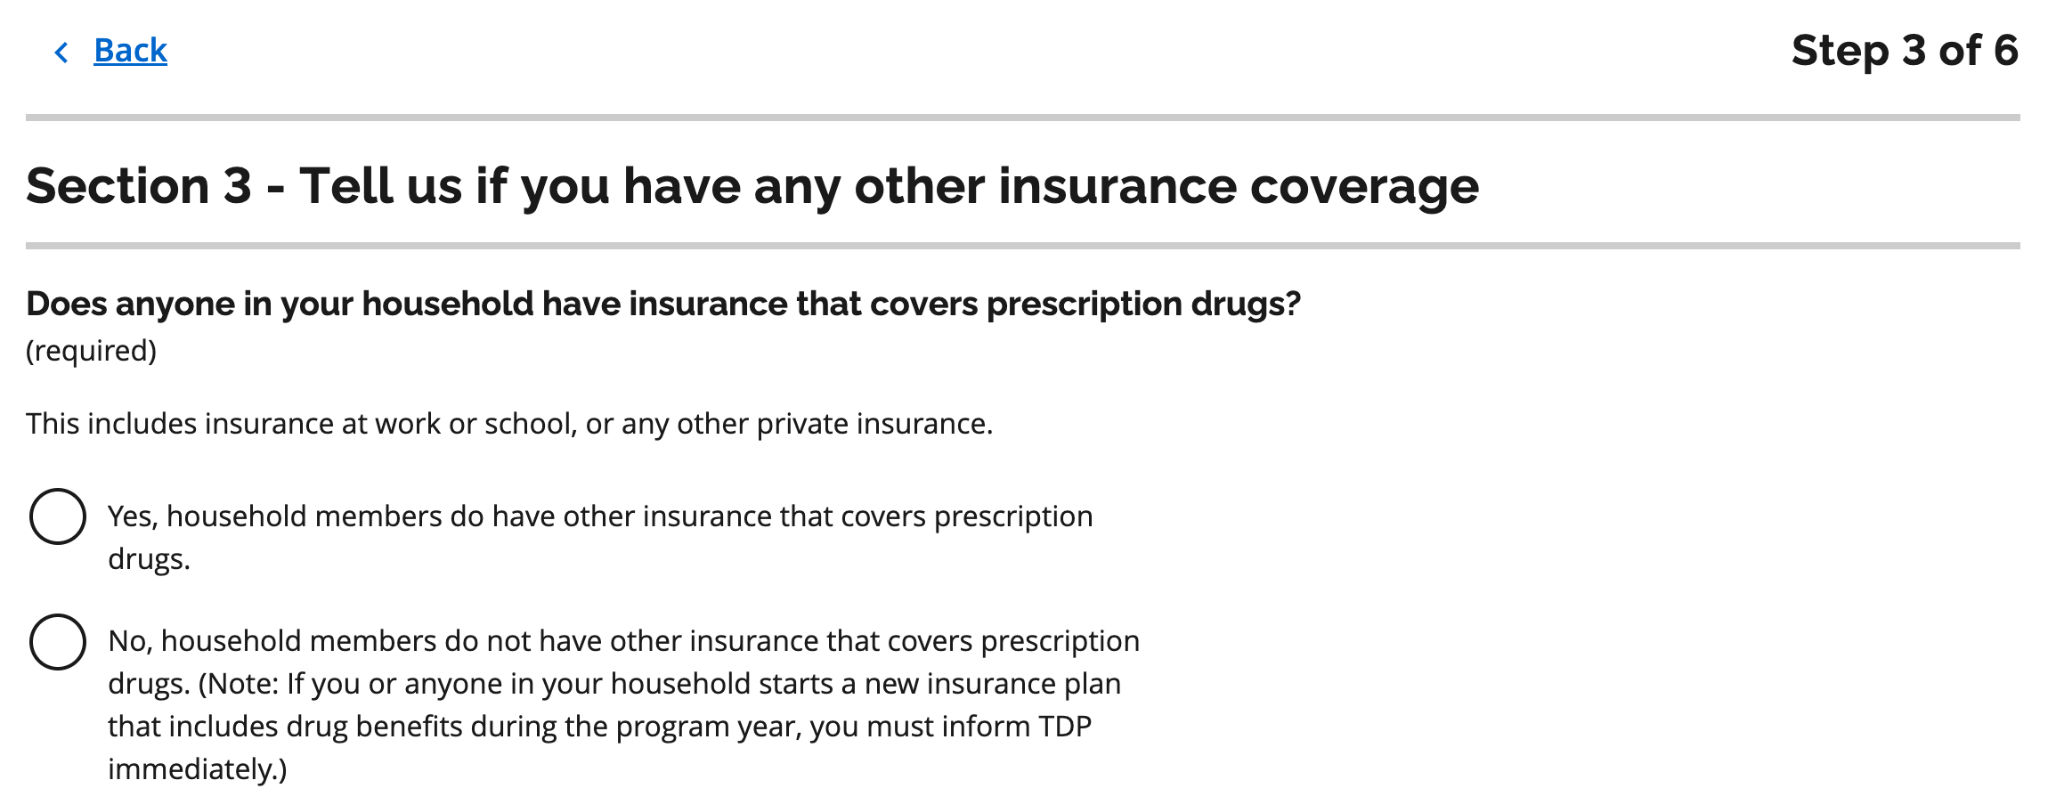 Back
Step 3 of 6
Section 3 - Tell us if you have any other insurance coverage
Does anyone in your household have insurance that covers prescription drugs?
(required)
This includes insurance at work or school, or any other private insurance.
Yes, household members do have other insurance that covers prescription
drugs.
No, household members do not have other insurance that covers prescription
drugs. (Note: If you or anyone in your household starts a new insurance plan
that includes drug benefits during the program year, you must inform TDP
immediately.)